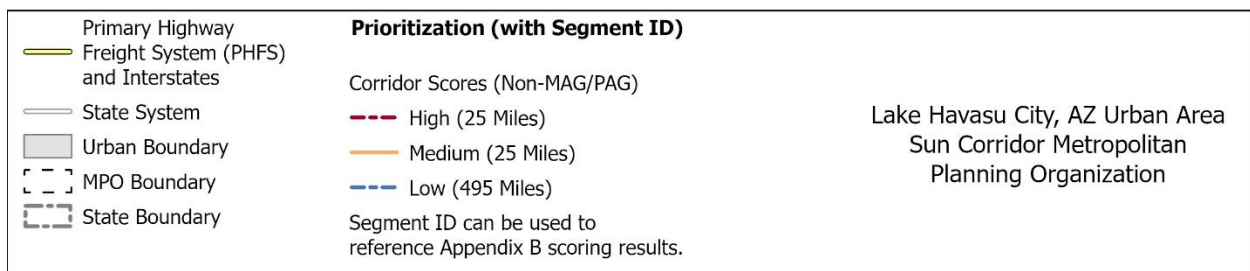 Primary Highway
Freight System (PHFS)
and Interstates
State System
Urban Boundary
MPO Boundary
State Boundary
Prioritization (with Segment ID)
Corridor Scores (Non-MAG/PAG)
High (25 Miles)
Medium (25 Miles)
Low (495 Miles)
Segment ID can be used to
reference Appendix B scoring results.
Lake Havasu City, AZ Urban Area
Sun Corridor Metropolitan
Planning Organization